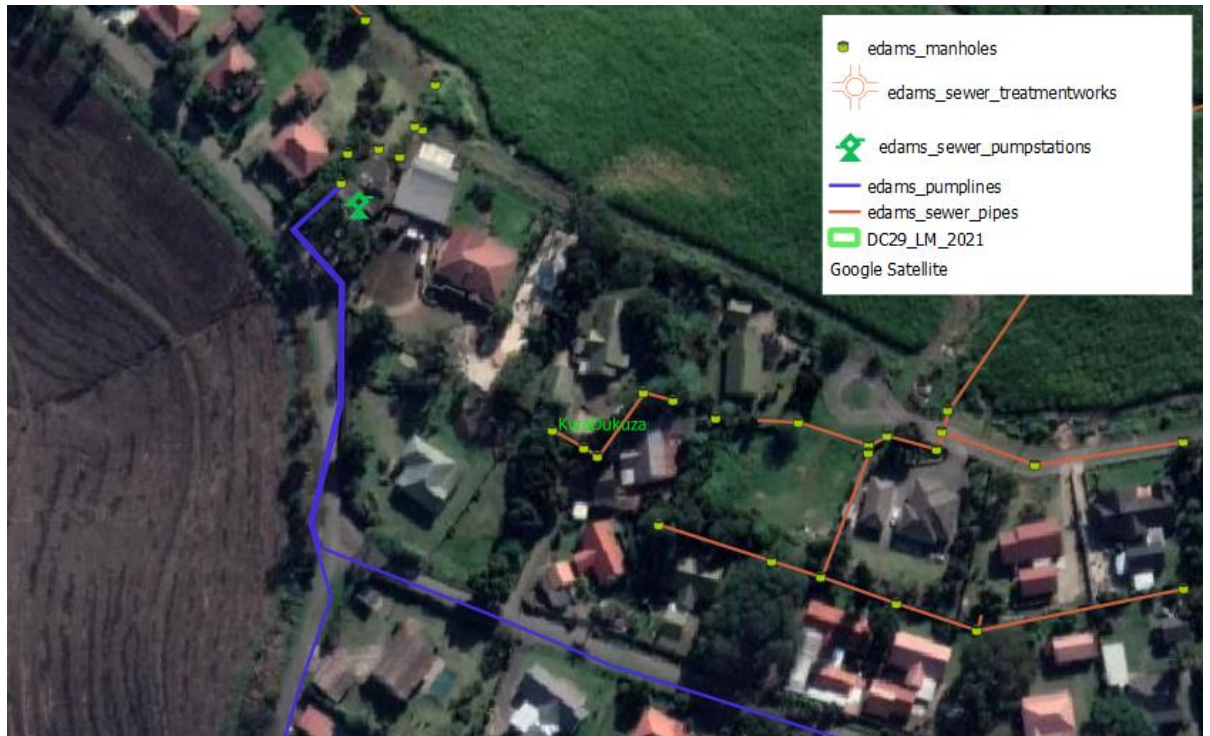 edams_manholes
edams_sewer_treatmentworks
edams_sewer_pumpstations
edams_pumplines
edams_sewer_pipes
DC29_LM_2021
Google Satellite
KwaDukuza